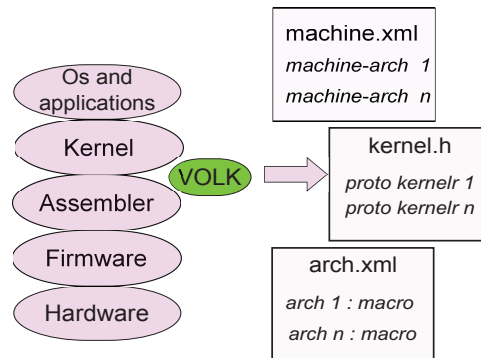 Os and
applications
Kernel
VOLK
Assembler
Firmware
Hardware
machine.xml
machine-arch 1
machine-arch n
kernel.h
proto kernelr 1
proto kernelr n
arch.xml
arch 1 : macro
arch n : macro